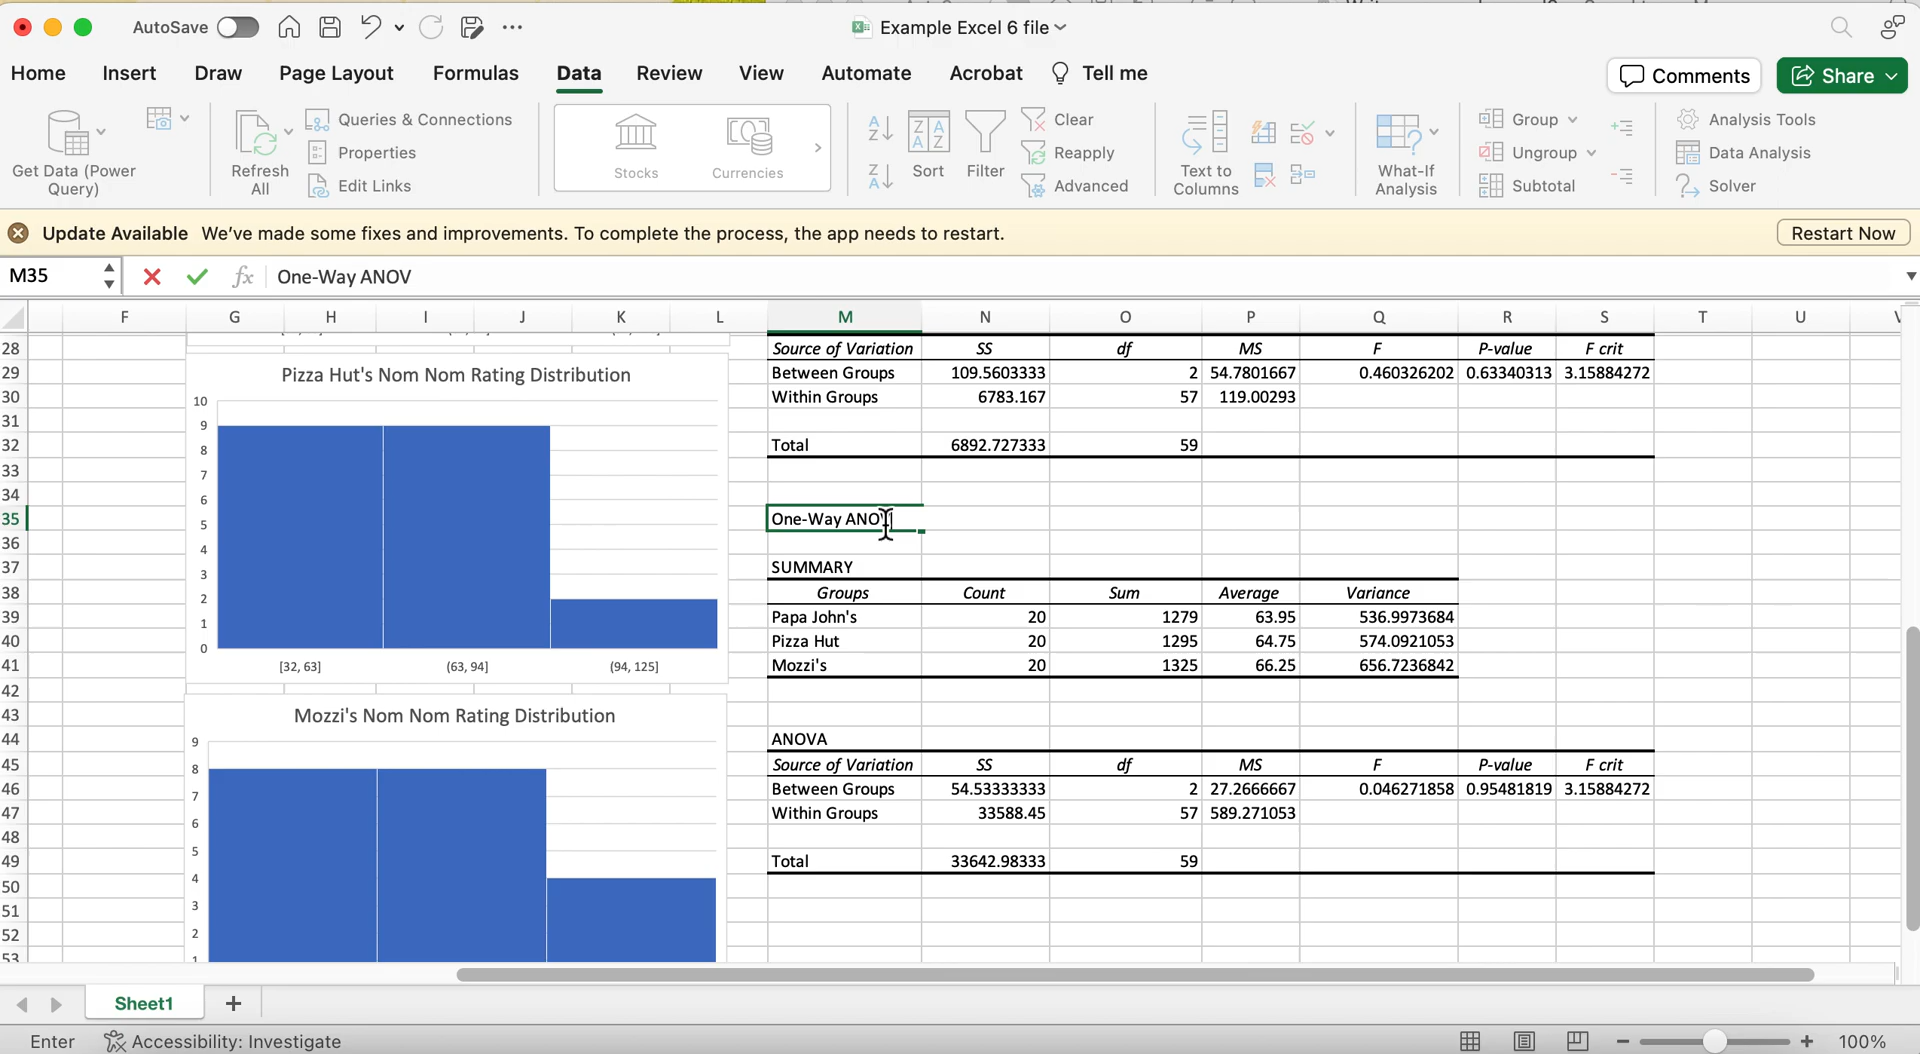 AutoSave
Example Excel 6 file
Home Insert Draw Page Layout Formulas Data Review View Automate Acrobat Tell me
Comments Share
Get Data (Power Query)
Refresh All
Queries & Connections
Properties
Edit Links
Stocks Currencies
Sort Filter
Clear
Reapply
Advanced
Text to Columns
What-If Analysis
Group
Ungroup
Subtotal
Analysis Tools
Data Analysis
Solver
Update Available We've made some fixes and improvements. To complete the process, the app needs to restart. Restart Now
M35 fx One-Way ANOV
F G H I J K L M N O P Q R S T U
28 Source of Variation SS df MS F P-value F crit
29 Between Groups 109.5603333 2 54.7801667 0.460326202 0.63340313 3.15884272
30 Within Groups 6783.167 57 119.00293
31
32 Total 6892.727333 59
33
34
35 One-Way ANOV
36
37 SUMMARY
38 Groups Count Sum Average Variance
39 Papa John's 20 1279 63.95 536.9973684
40 Pizza Hut 20 1295 64.75 574.0921053
41 Mozzi's 20 1325 66.25 656.7236842
42
43
44 ANOVA
45 Source of Variation SS df MS F P-value F crit
46 Between Groups 54.53333333 2 27.2666667 0.046271858 0.95481819 3.15884272
47 Within Groups 33588.45 57 589.271053
48
49 Total 33642.98333 59
50
51
52
53
Pizza Hut's Nom Nom Rating Distribution
10
9
8
7
6
5
4
3
2
1
0
[32, 63] (63, 94] (94, 125]
Mozzi's Nom Nom Rating Distribution
9
8
7
6
5
4
3
2
1
Sheet1
Enter Accessibility: Investigate 100%